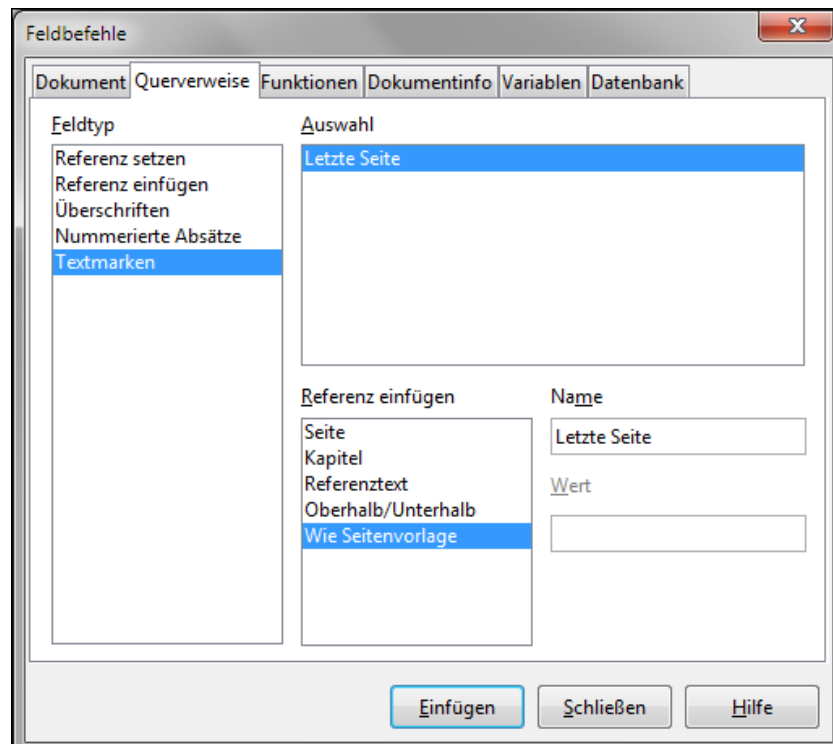 Feldbefehle
Dokument Querverweise Funktionen Dokumentinfo Variablen Datenbank
Feldtyp
Referenz setzen
Referenz einfügen
Überschriften
Nummerierte Absätze
Textmarken
Auswahl
Letzte Seite
Referenz einfügen
Seite
Kapitel
Referenztext
Oberhalb/Unterhalb
Wie Seitenvorlage
Name
Letzte Seite
Wert
Einfügen Schließen Hilfe